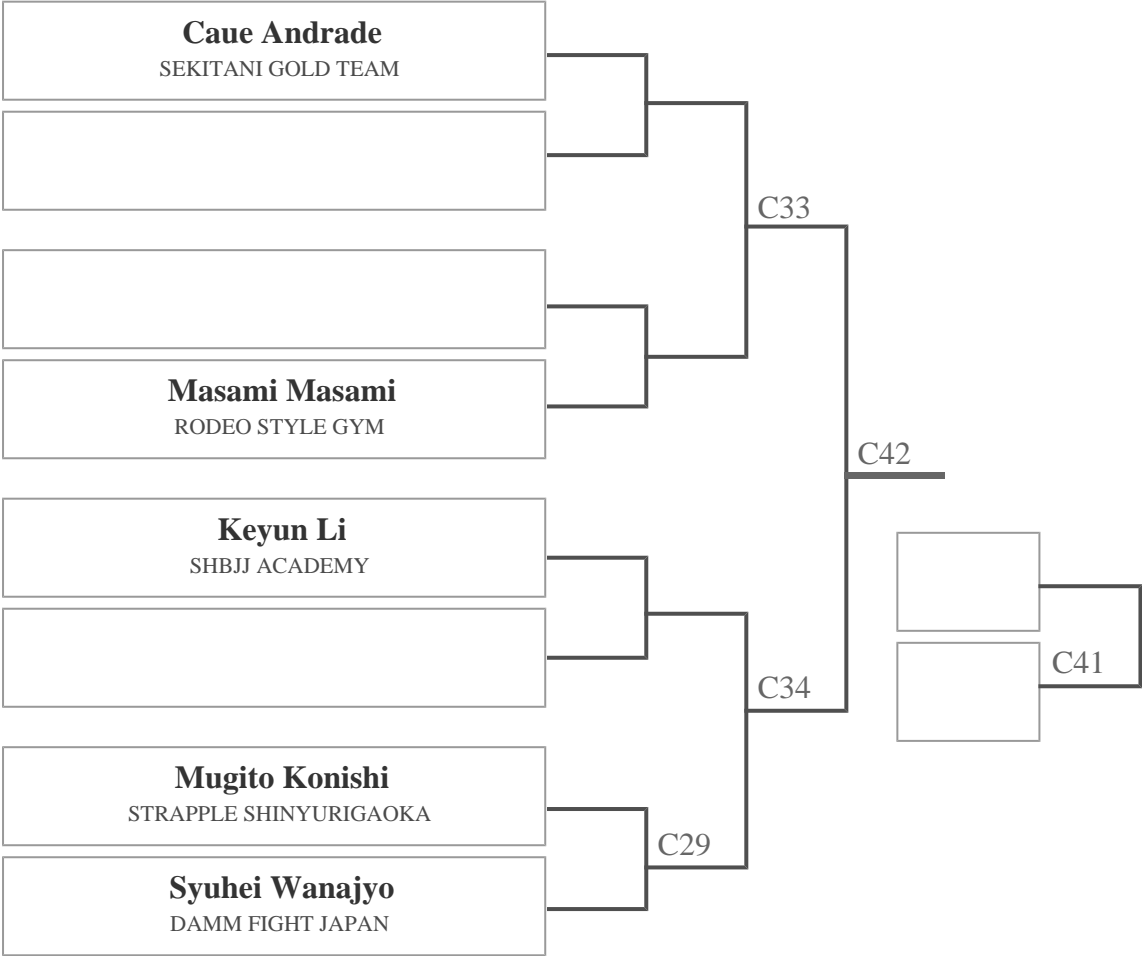 Caue Andrade
SEKITANI GOLD TEAM
C33
Masami Masami
RODEO STYLE GYM
C42
Keyun Li
SHBJJ ACADEMY
C41
C34
Mugito Konishi
STRAPPLE SHINYURIGAOKA
C29
Syuhei Wanajyo
DAMM FIGHT JAPAN